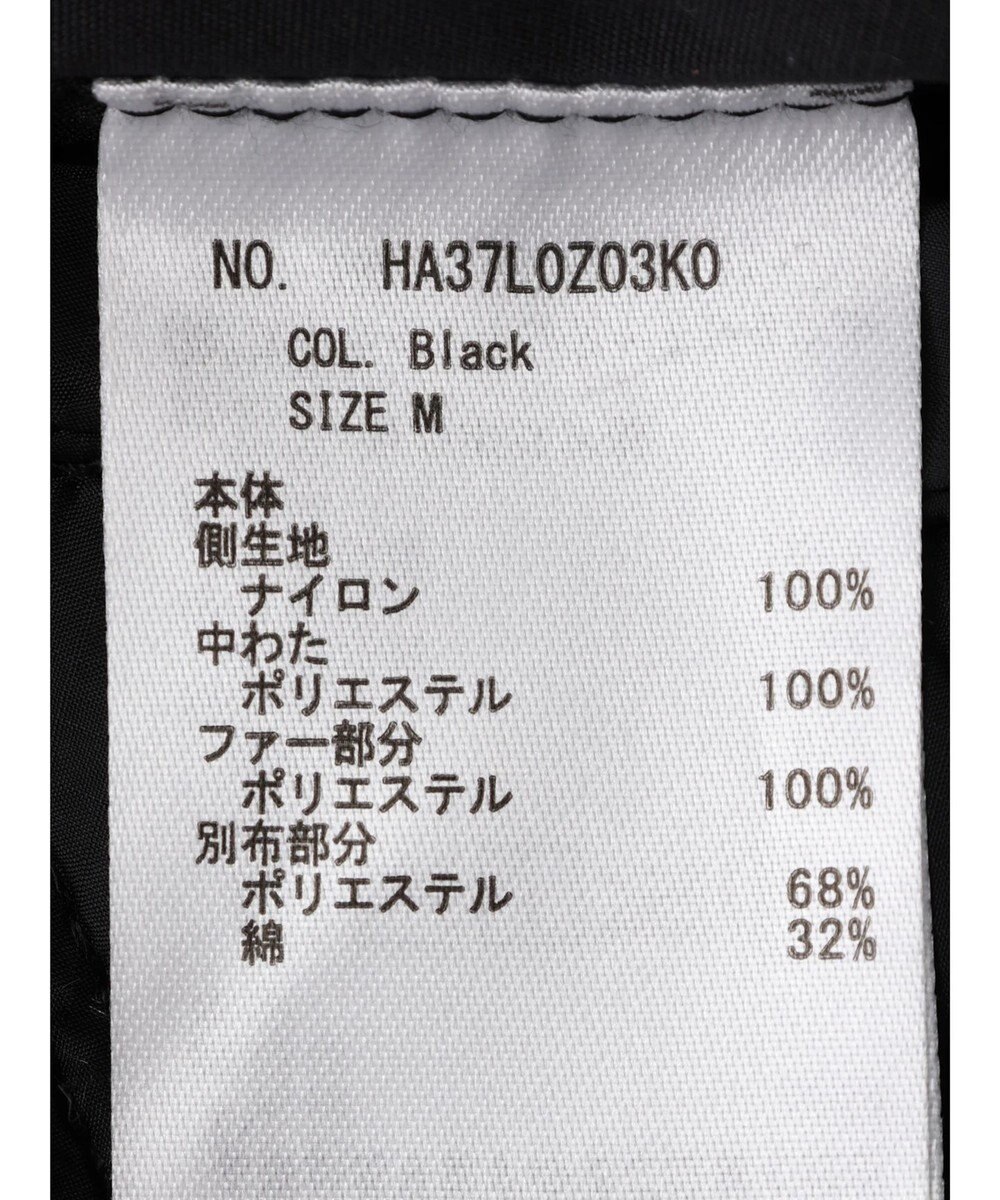 NO. HA37L0Z03K0
COL. Black
SIZE M
本体
側生地
ナイロン 100%
中わた
ポリエステル 100%
ファー部分
ポリエステル 100%
別布部分
ポリエステル 68%
綿 32%